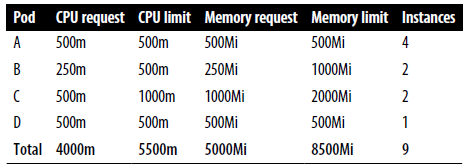 Pod CPU request CPU limit Memory request Memory limit Instances
A 500m 500m 500Mi 500Mi 4
B 250m 500m 250Mi 1000Mi 2
C 500m 1000m 1000Mi 2000Mi 2
D 500m 500m 500Mi 500Mi 1
Total 4000m 5500m 5000Mi 8500Mi 9